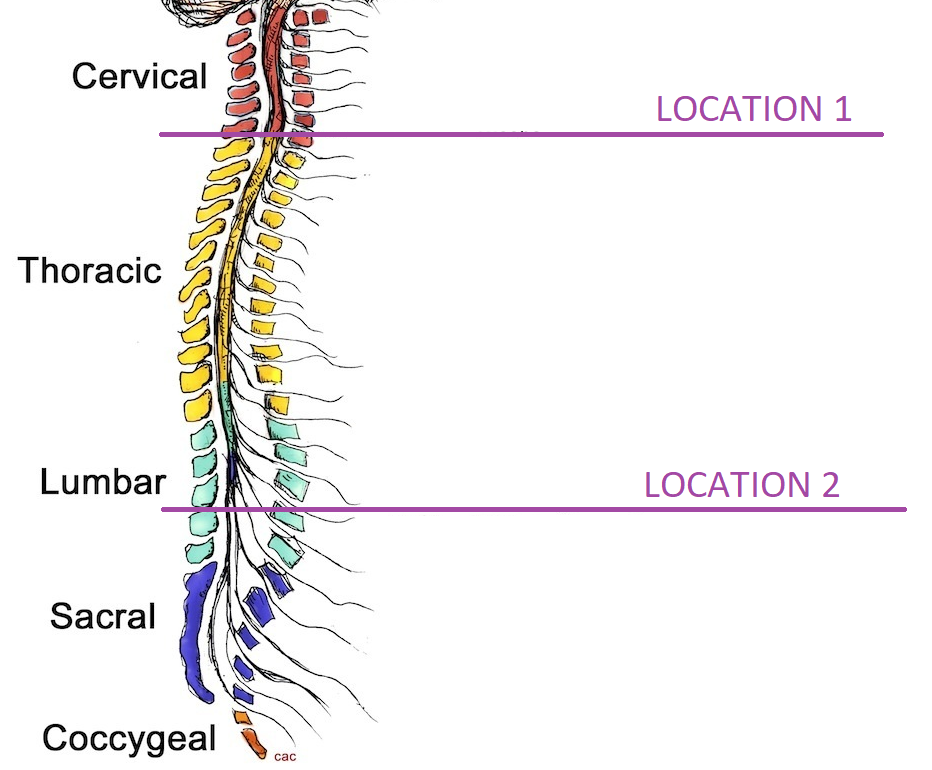 Cervical
LOCATION 1
Thoracic
Lumbar
LOCATION 2
Sacral
Coccygeal
cac